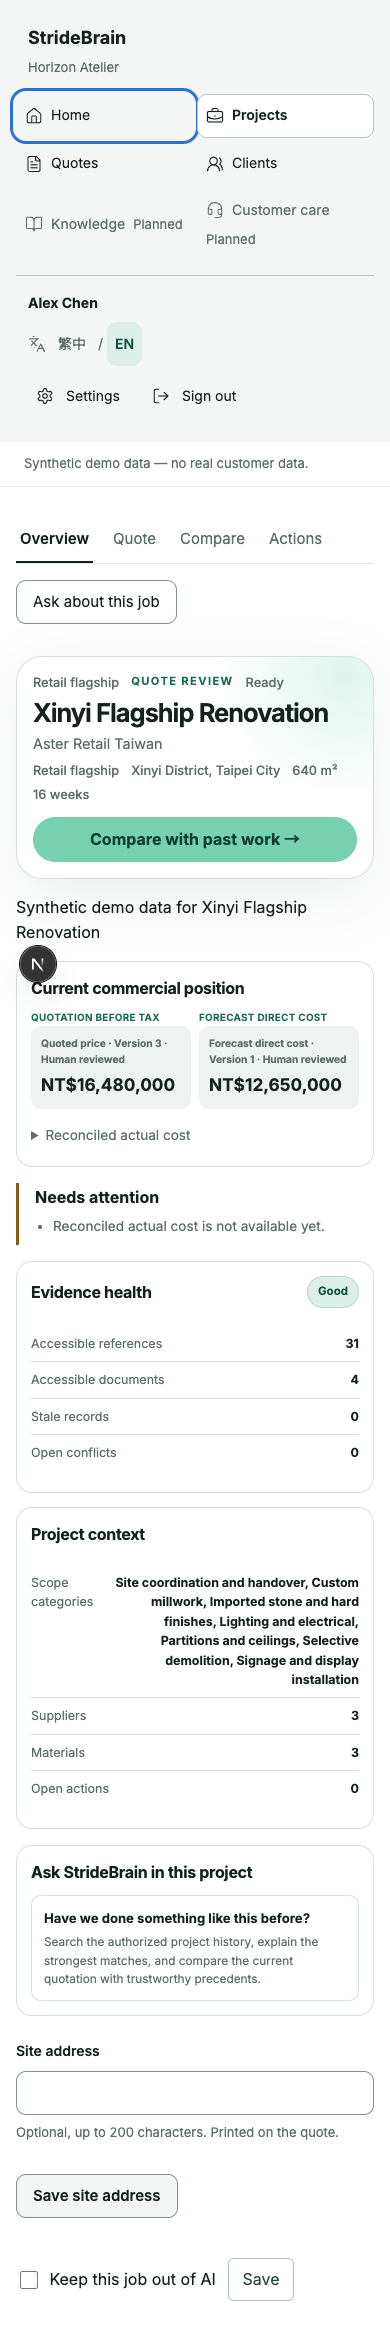 StrideBrain
Horizon Atelier
Home
Projects
Quotes
Clients
Knowledge Planned
Customer care
Planned
Alex Chen
繁中 / EN
Settings
Sign out
Synthetic demo data — no real customer data.
Overview Quote Compare Actions
Ask about this job
Retail flagship QUOTE REVIEW Ready
Xinyi Flagship Renovation
Aster Retail Taiwan
Retail flagship Xinyi District, Taipei City 640 m²
16 weeks
Compare with past work →
Synthetic demo data for Xinyi Flagship
Renovation
N
Current commercial position
QUOTATION BEFORE TAX
Quoted price · Version 3 ·
Human reviewed
NT$16,480,000
FORECAST DIRECT COST
Forecast direct cost ·
Version 1 · Human reviewed
NT$12,650,000
Reconciled actual cost
Needs attention
• Reconciled actual cost is not available yet.
Evidence health Good
Accessible references 31
Accessible documents 4
Stale records 0
Open conflicts 0
Project context
Scope
categories
Site coordination and handover, Custom
millwork, Imported stone and hard
finishes, Lighting and electrical,
Partitions and ceilings, Selective
demolition, Signage and display
installation
Suppliers 3
Materials 3
Open actions 0
Ask StrideBrain in this project
Have we done something like this before?
Search the authorized project history, explain the
strongest matches, and compare the current
quotation with trustworthy precedents.
Site address
Optional, up to 200 characters. Printed on the quote.
Save site address
Keep this job out of AI Save